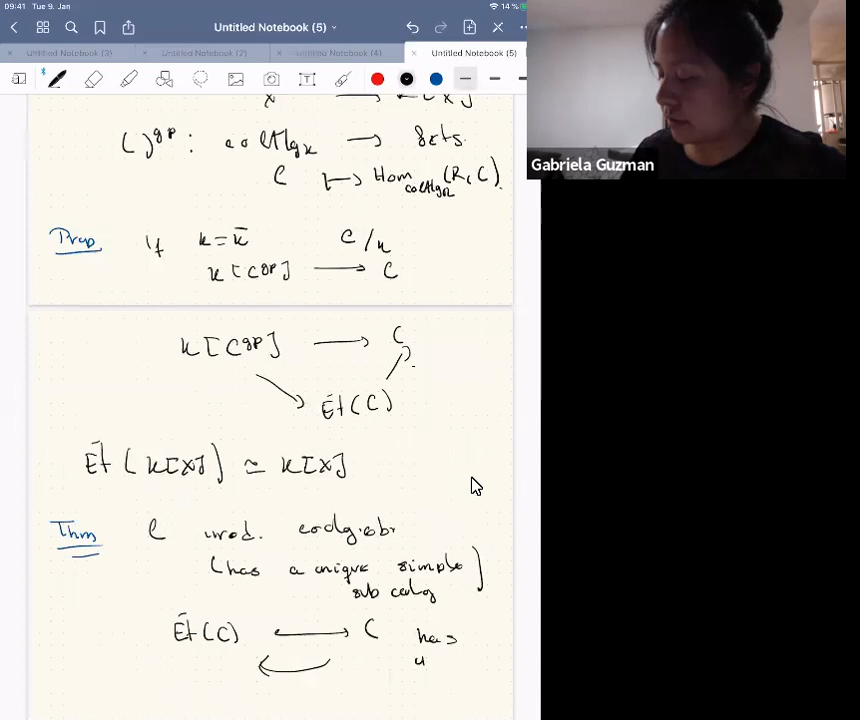 09:41 Tue 9. Jan
14 %
Untitled Notebook (5)
Untitled Notebook (3)
Untitled Notebook (2)
Untitled Notebook (4)
Untitled Notebook (5)
Gabriela Guzman
( )^gp : coAlg_k → Sets.
C ↦ Hom_coAlg_k (k, C).
Prop If k = k̄ C/k
k[C^gp] → C
k[C^gp] → C
Ét(C)
Ét(k[X]) ≃ k[X]
Thm C irred. coalgebr
(has a unique simple
sub coalg)
Ét(C) C has